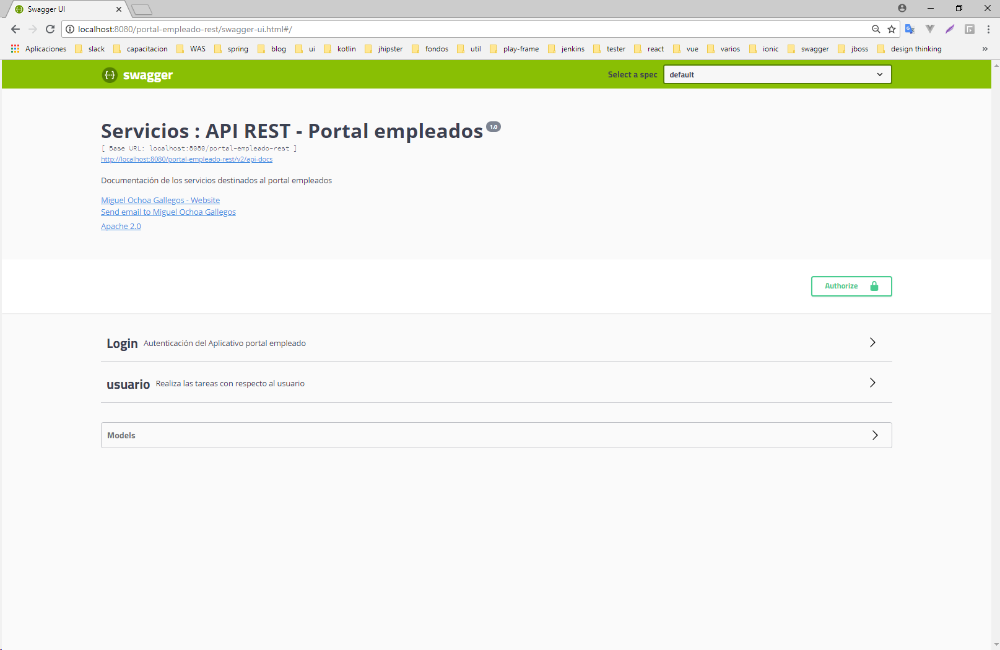 Swagger UI
localhost:8080/portal-empleado-rest/swagger-ui.html#/
Aplicaciones slack capacitacion WAS spring blog ui kotlin jhipster fondos util play-frame jenkins tester react vue varios ionic swagger jboss design thinking »
{···} swagger Select a spec default
Servicios : API REST - Portal empleados 1.0
[ Base URL: localhost:8080/portal-empleado-rest ]
http://localhost:8080/portal-empleado-rest/v2/api-docs
Documentación de los servicios destinados al portal empleados
Miguel Ochoa Gallegos - Website
Send email to Miguel Ochoa Gallegos
Apache 2.0
Authorize
Login Autenticación del Aplicativo portal empleado
usuario Realiza las tareas con respecto al usuario
Models